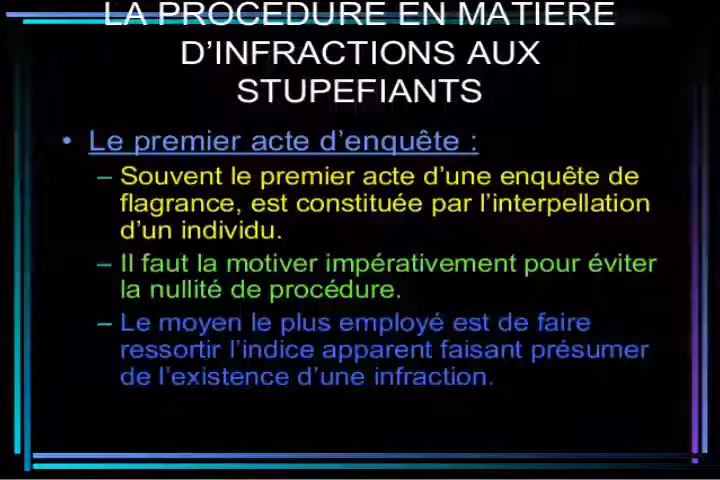 LA PROCEDURE EN MATIERE
D’INFRACTIONS AUX
STUPEFIANTS
• Le premier acte d’enquête :
– Souvent le premier acte d’une enquête de
flagrance, est constituée par l’interpellation
d’un individu.
– Il faut la motiver impérativement pour éviter
la nullité de procédure.
– Le moyen le plus employé est de faire
ressortir l’indice apparent faisant présumer
de l’existence d’une infraction.